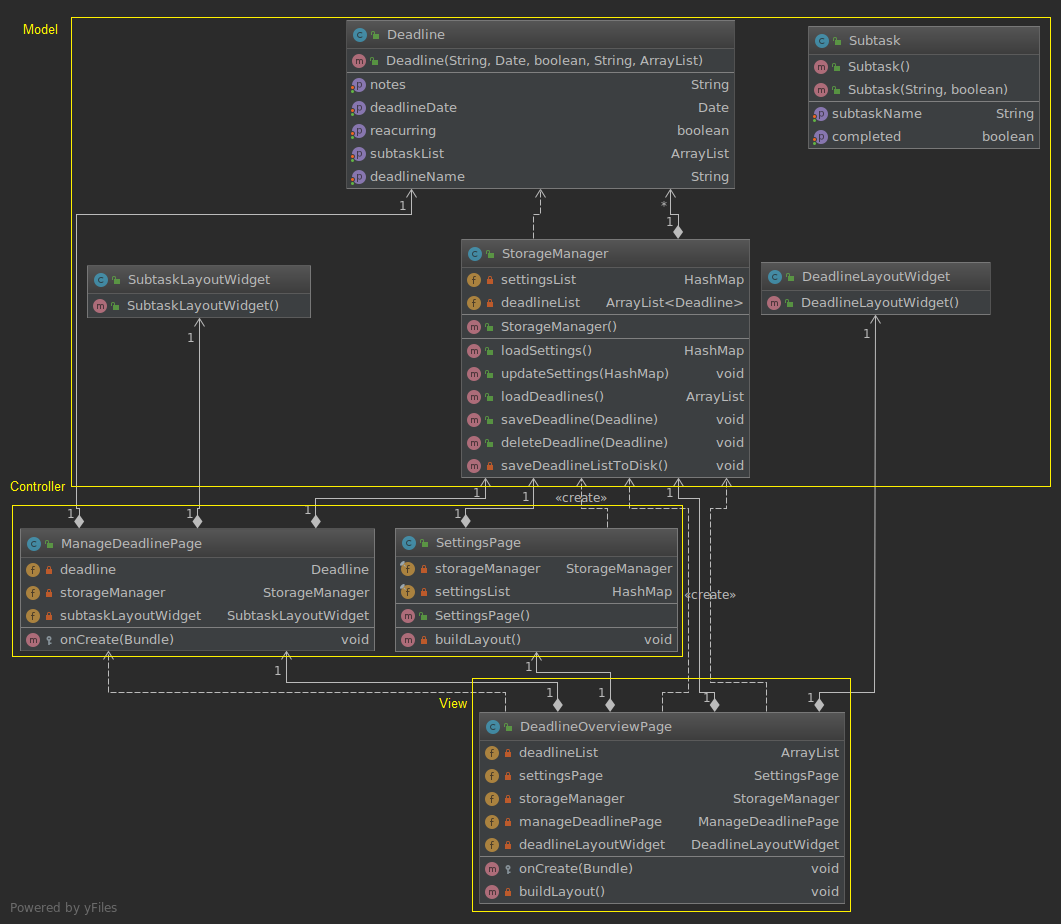 Model
Deadline
Deadline(String, Date, boolean, String, ArrayList)
notes String
deadlineDate Date
reacurring boolean
subtaskList ArrayList
deadlineName String
Subtask
Subtask()
Subtask(String, boolean)
subtaskName String
completed boolean
1
*
1
SubtaskLayoutWidget
SubtaskLayoutWidget()
1
StorageManager
settingsList HashMap
deadlineList ArrayList<Deadline>
StorageManager()
loadSettings() HashMap
updateSettings(HashMap) void
loadDeadlines() ArrayList
saveDeadline(Deadline) void
deleteDeadline(Deadline) void
saveDeadlineListToDisk() void
DeadlineLayoutWidget
DeadlineLayoutWidget()
1
Controller
1
1
«create»
1
1
1
1
1
ManageDeadlinePage
deadline Deadline
storageManager StorageManager
subtaskLayoutWidget SubtaskLayoutWidget
onCreate(Bundle) void
SettingsPage
storageManager StorageManager
settingsList HashMap
SettingsPage()
buildLayout() void
«create»
1
1
View
1
1
1
1
DeadlineOverviewPage
deadlineList ArrayList
settingsPage SettingsPage
storageManager StorageManager
manageDeadlinePage ManageDeadlinePage
deadlineLayoutWidget DeadlineLayoutWidget
onCreate(Bundle) void
buildLayout() void
Powered by yFiles